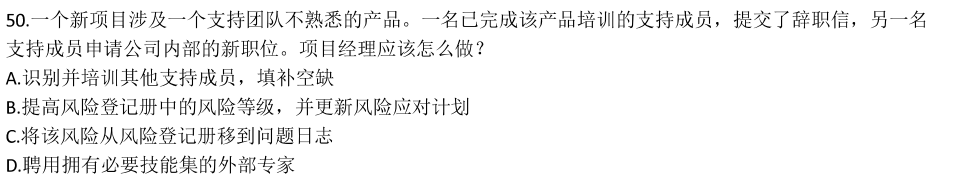 50.一个新项目涉及一个支持团队不熟悉的产品。一名已完成该产品培训的支持成员，提交了辞职信，另一名
支持成员申请公司内部的新职位。项目经理应该怎么做？
A.识别并培训其他支持成员，填补空缺
B.提高风险登记册中的风险等级，并更新风险应对计划
C.将该风险从风险登记册移到问题日志
D.聘用拥有必要技能集的外部专家